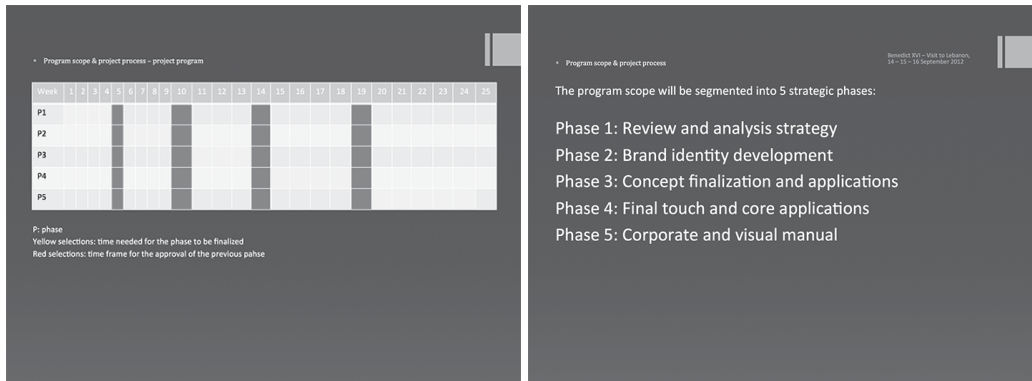 • Program scope & project process – project program
Week 1 2 3 4 5 6 7 8 9 10 11 12 13 14 15 16 17 18 19 20 21 22 23 24 25
P1
P2
P3
P4
P5
P: phase
Yellow selections: time needed for the phase to be finalized
Red selections: time frame for the approval of the previous pahse
Benedict XVI – Visit to Lebanon,
14 – 15 – 16 September 2012
• Program scope & project process
The program scope will be segmented into 5 strategic phases:
Phase 1: Review and analysis strategy
Phase 2: Brand identity development
Phase 3: Concept finalization and applications
Phase 4: Final touch and core applications
Phase 5: Corporate and visual manual